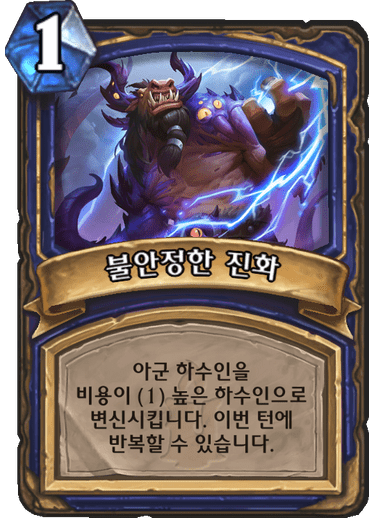 1
불안정한 진화
아군 하수인을
비용이 (1) 높은 하수인으로
변신시킵니다. 이번 턴에
반복할 수 있습니다.